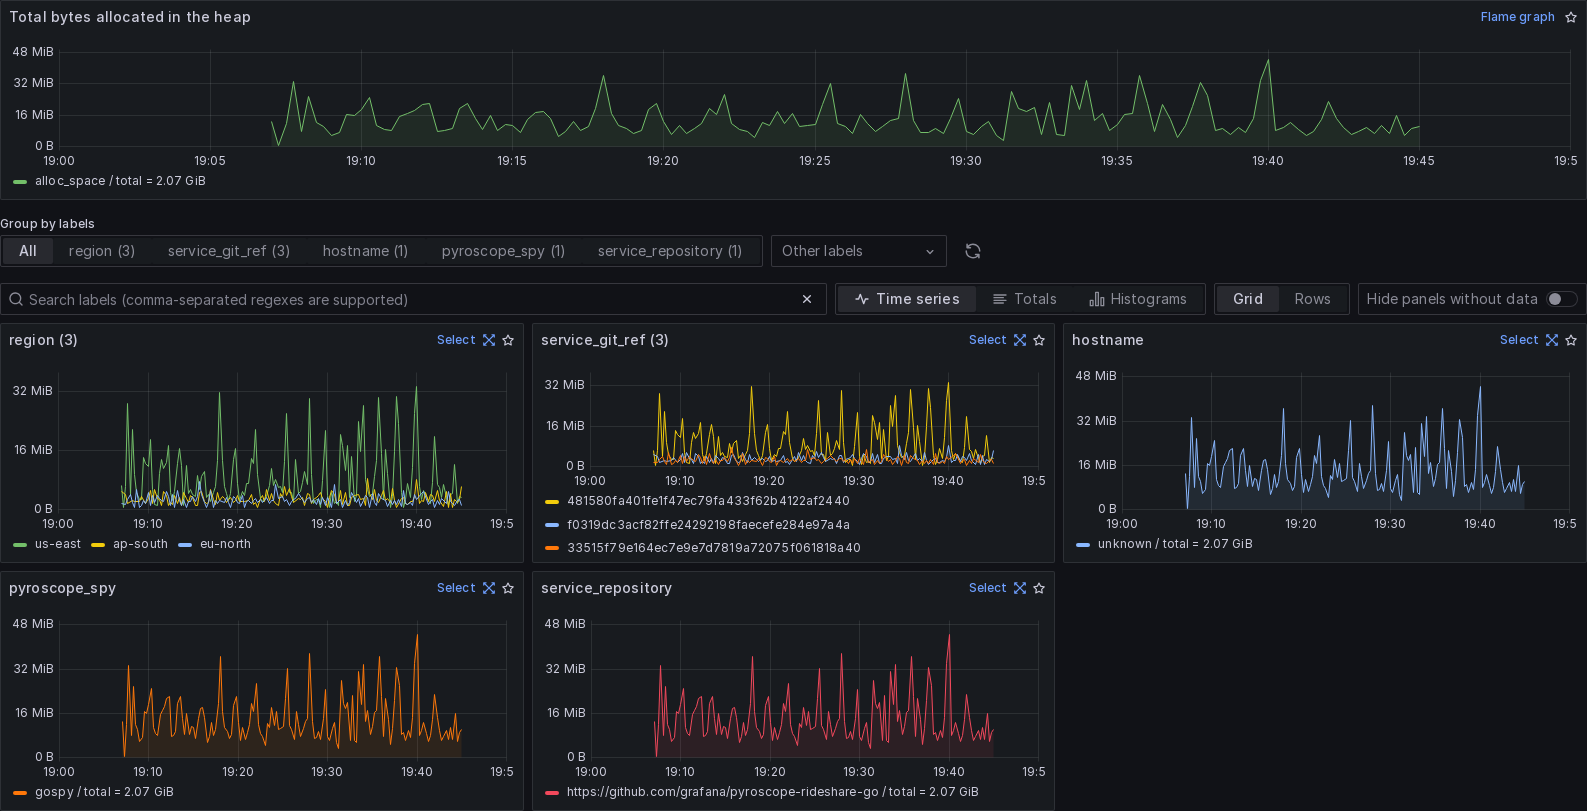 Total bytes allocated in the heap
Flame graph
48 MiB
32 MiB
16 MiB
0 B
19:00 19:05 19:10 19:15 19:20 19:25 19:30 19:35 19:40 19:45 19:5
alloc_space / total = 2.07 GiB
Group by labels
All region (3) service_git_ref (3) hostname (1) pyroscope_spy (1) service_repository (1) Other labels
Search labels (comma-separated regexes are supported) Time series Totals Histograms Grid Rows Hide panels without data
region (3) Select
32 MiB
16 MiB
0 B
19:00 19:10 19:20 19:30 19:40 19:5
us-east ap-south eu-north
service_git_ref (3) Select
32 MiB
16 MiB
0 B
19:00 19:10 19:20 19:30 19:40 19:5
481580fa401fe1f47ec79fa433f62b4122af2440
f0319dc3acf82ffe24292198faecefe284e97a4a
33515f79e164ec7e9e7d7819a72075f061818a40
hostname Select
48 MiB
32 MiB
16 MiB
0 B
19:00 19:10 19:20 19:30 19:40 19:5
unknown / total = 2.07 GiB
pyroscope_spy Select
48 MiB
32 MiB
16 MiB
0 B
19:00 19:10 19:20 19:30 19:40 19:5
gospy / total = 2.07 GiB
service_repository Select
48 MiB
32 MiB
16 MiB
0 B
19:00 19:10 19:20 19:30 19:40 19:5
https://github.com/grafana/pyroscope-rideshare-go / total = 2.07 GiB